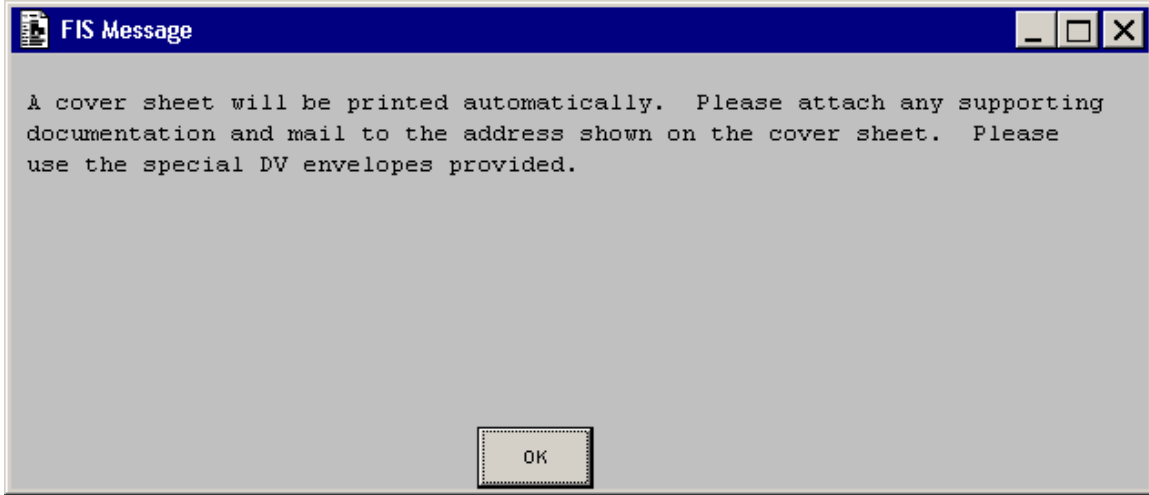 FIS Message
A cover sheet will be printed automatically.  Please attach any supporting
documentation and mail to the address shown on the cover sheet.  Please
use the special DV envelopes provided.
OK